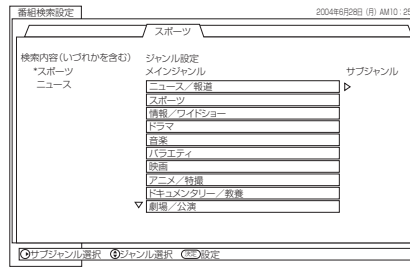 番組検索設定 2004年6月28日 (月) AM10 : 25
スポーツ
検索内容(いづれかを含む) ジャンル設定
*スポーツ メインジャンル サブジャンル
ニュース ニュース／報道
スポーツ
情報／ワイドショー
ドラマ
音楽
バラエティ
映画
アニメ／特撮
ドキュメンタリー／教養
劇場／公演
サブジャンル選択 ジャンル選択 決定 設定